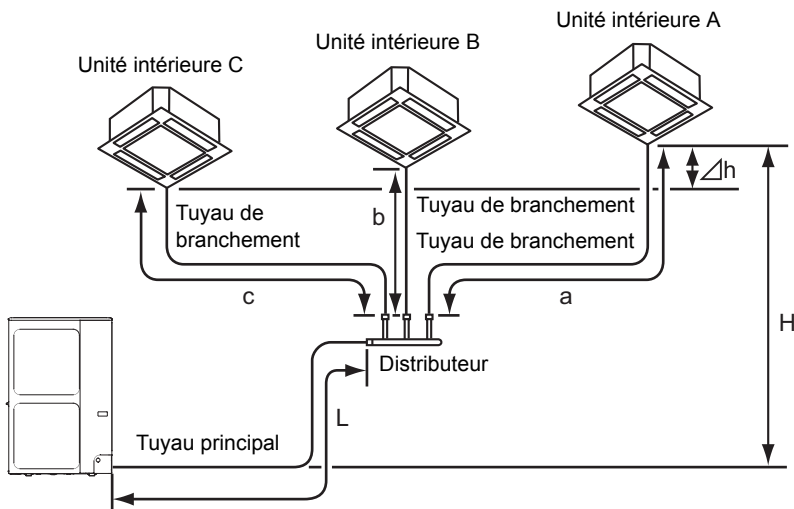 Unité intérieure A
Unité intérieure B
Unité intérieure C
⊿h
Tuyau de
branchement
b
Tuyau de branchement
Tuyau de branchement
c
a
H
Distributeur
L
Tuyau principal